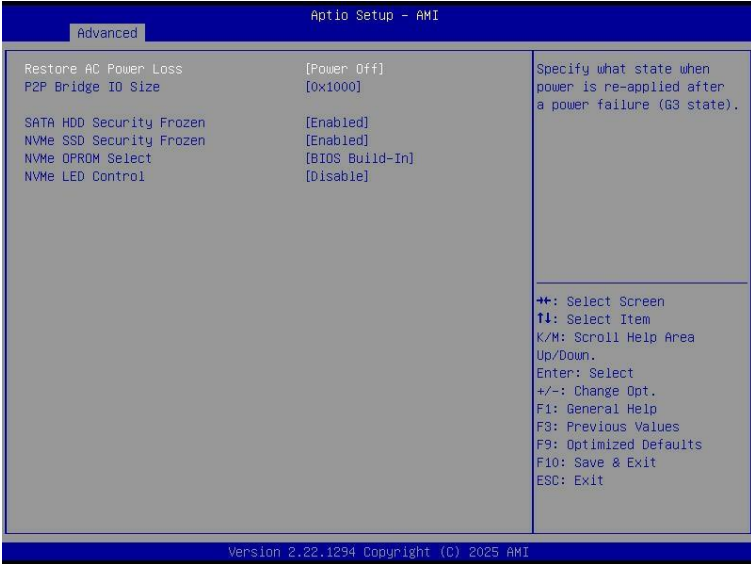 Aptio Setup – AMI
Advanced
Restore AC Power Loss [Power Off]
P2P Bridge IO Size [0x1000]
SATA HDD Security Frozen [Enabled]
NVMe SSD Security Frozen [Enabled]
NVMe OPROM Select [BIOS Build-In]
NVMe LED Control [Disable]
Specify what state when
power is re-applied after
a power failure (G3 state).
→←: Select Screen
↑↓: Select Item
K/M: Scroll Help Area
Up/Down.
Enter: Select
+/-: Change Opt.
F1: General Help
F3: Previous Values
F9: Optimized Defaults
F10: Save & Exit
ESC: Exit
Version 2.22.1294 Copyright (C) 2025 AMI